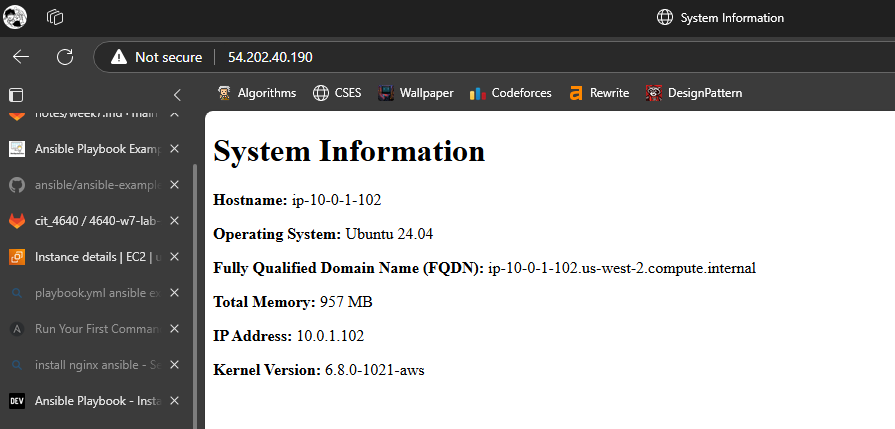 System Information
Not secure
54.202.40.190
Algorithms
CSES
Wallpaper
Codeforces
Rewrite
DesignPattern
notes/week7.md · main
Ansible Playbook Examp
ansible/ansible-example
cit_4640 / 4640-w7-lab-
Instance details | EC2 | u
playbook.yml ansible ex
Run Your First Comman
install nginx ansible - Se
DEV
Ansible Playbook - Insta
System Information
Hostname: ip-10-0-1-102
Operating System: Ubuntu 24.04
Fully Qualified Domain Name (FQDN): ip-10-0-1-102.us-west-2.compute.internal
Total Memory: 957 MB
IP Address: 10.0.1.102
Kernel Version: 6.8.0-1021-aws